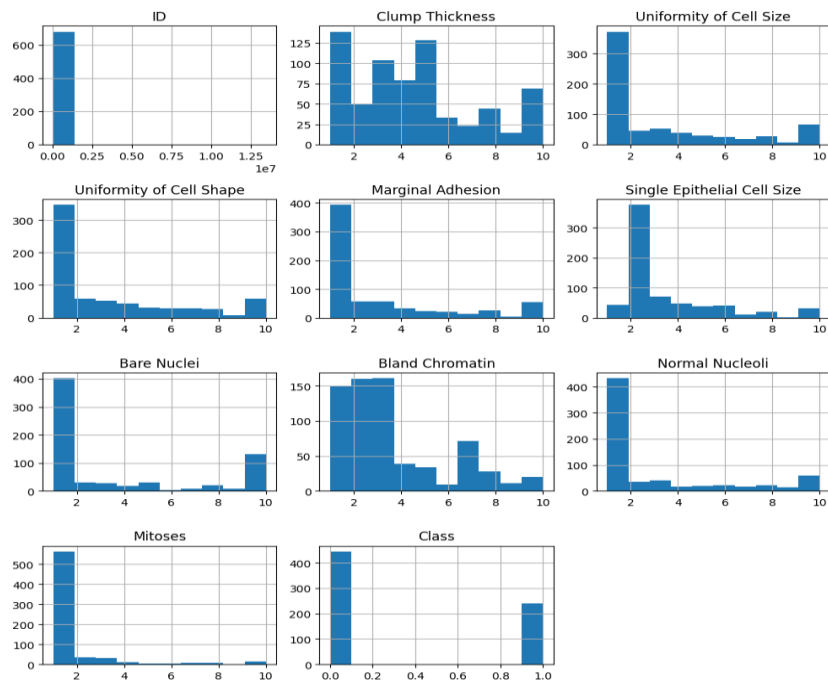 ID
600
400
200
0
0.00 0.25 0.50 0.75 1.00 1.25
1e7
Clump Thickness
125
100
75
50
25
0
2 4 6 8 10
Uniformity of Cell Size
300
200
100
0
2 4 6 8 10
Uniformity of Cell Shape
300
200
100
0
2 4 6 8 10
Marginal Adhesion
400
300
200
100
0
2 4 6 8 10
Single Epithelial Cell Size
300
200
100
0
2 4 6 8 10
Bare Nuclei
400
300
200
100
0
2 4 6 8 10
Bland Chromatin
150
100
50
0
2 4 6 8 10
Normal Nucleoli
400
300
200
100
0
2 4 6 8 10
Mitoses
500
400
300
200
100
0
2 4 6 8 10
Class
400
300
200
100
0
0.0 0.2 0.4 0.6 0.8 1.0